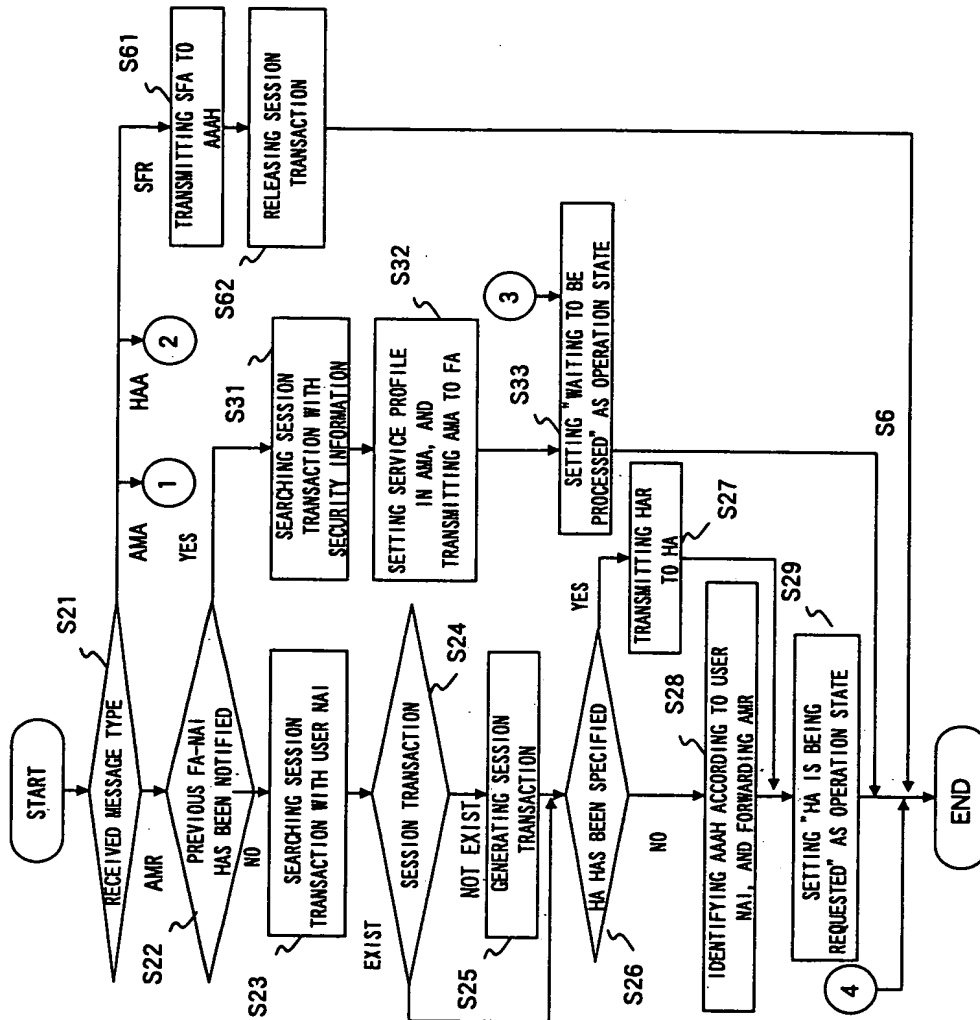 START
S21
RECEIVED MESSAGE TYPE
AMR
AMA
HAA
SFR
1
2
S61
TRANSMITTING SFA TO
AAAH
S62
RELEASING SESSION
TRANSACTION
S22
PREVIOUS FA-NAI
HAS BEEN NOTIFIED
YES
NO
S31
SEARCHING SESSION
TRANSACTION WITH
SECURITY INFORMATION
S23
SEARCHING SESSION
TRANSACTION WITH USER NAI
S32
SETTING SERVICE PROFILE
IN AMA, AND
TRANSMITTING AMA TO FA
S24
SESSION TRANSACTION
EXIST
NOT EXIST
3
S33
SETTING "WAITING TO BE
PROCESSED" AS OPERATION STATE
S25
GENERATING SESSION
TRANSACTION
S26
HA HAS BEEN SPECIFIED
YES
NO
TRANSMITTING HAR
TO HA
S27
S28
IDENTIFYING AAAH ACCORDING TO USER
NAI, AND FORWARDING AMR
S29
SETTING "HA IS BEING
REQUESTED" AS OPERATION STATE
S6
4
END